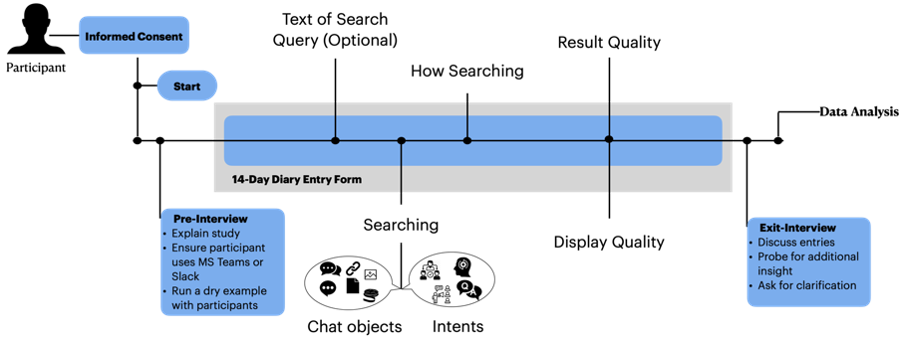 Participant
Informed Consent
Start
Text of Search
Query (Optional)
How Searching
Result Quality
Data Analysis
14-Day Diary Entry Form
Pre-Interview
• Explain study
• Ensure participant
uses MS Teams or
Slack
• Run a dry example
with participants
Searching
Chat objects
Intents
Display Quality
Exit-Interview
• Discuss entries
• Probe for additional
insight
• Ask for clarification